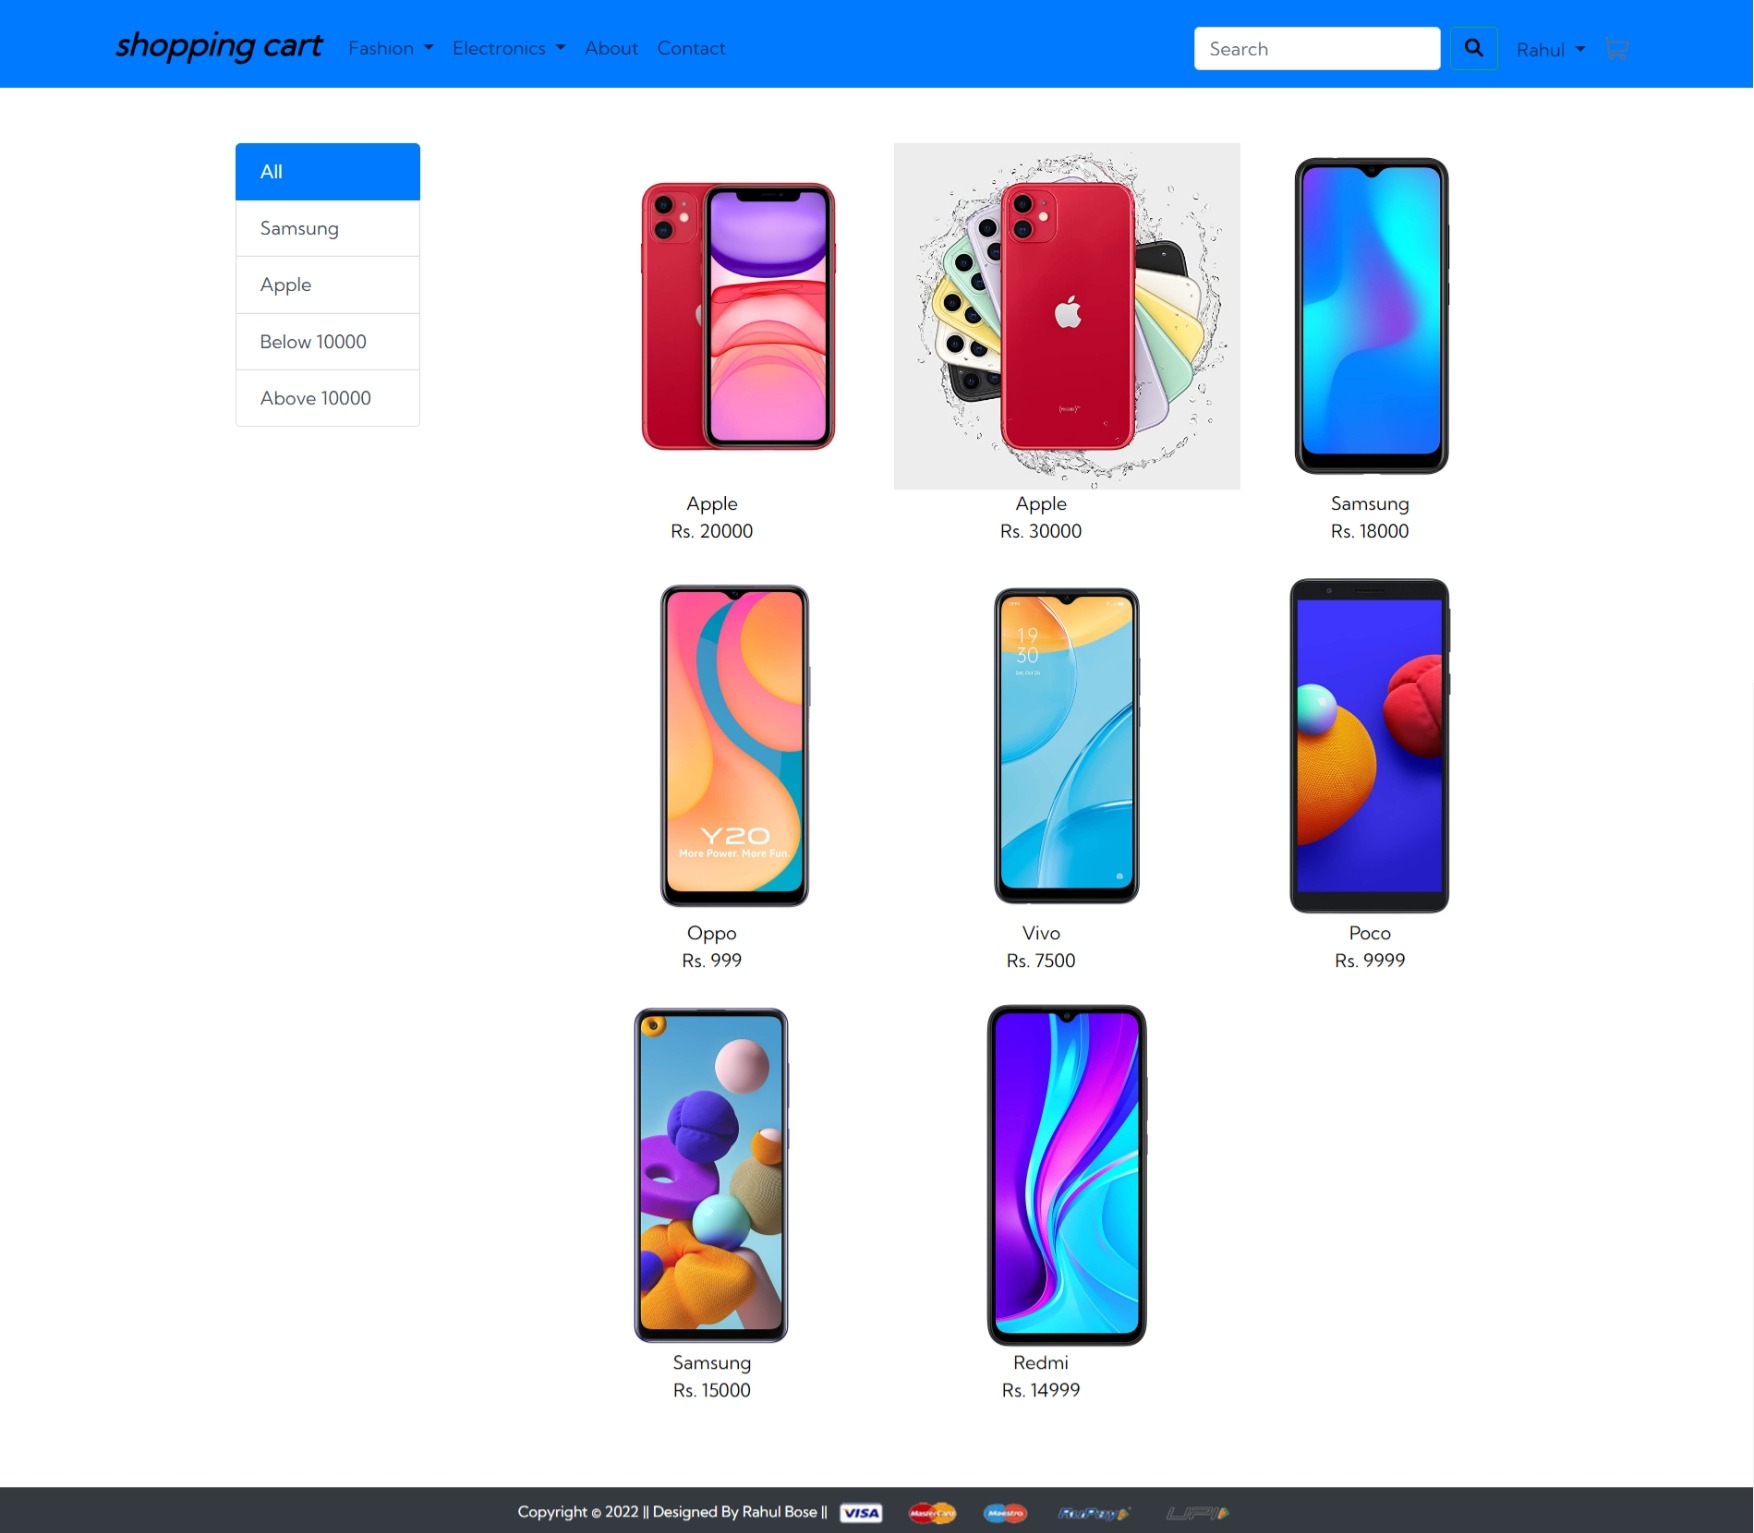 shopping cart
Fashion
Electronics
About
Contact
Search
Rahul
All
Samsung
Apple
Below 10000
Above 10000
Apple
Rs. 20000
Apple
Rs. 30000
Samsung
Rs. 18000
Y20
More Power. More Fun.
19
30
Oppo
Rs. 999
Vivo
Rs. 7500
Poco
Rs. 9999
Samsung
Rs. 15000
Redmi
Rs. 14999
Copyright © 2022 || Designed By Rahul Bose ||
VISA
MasterCard
Maestro
RuPay
UPI